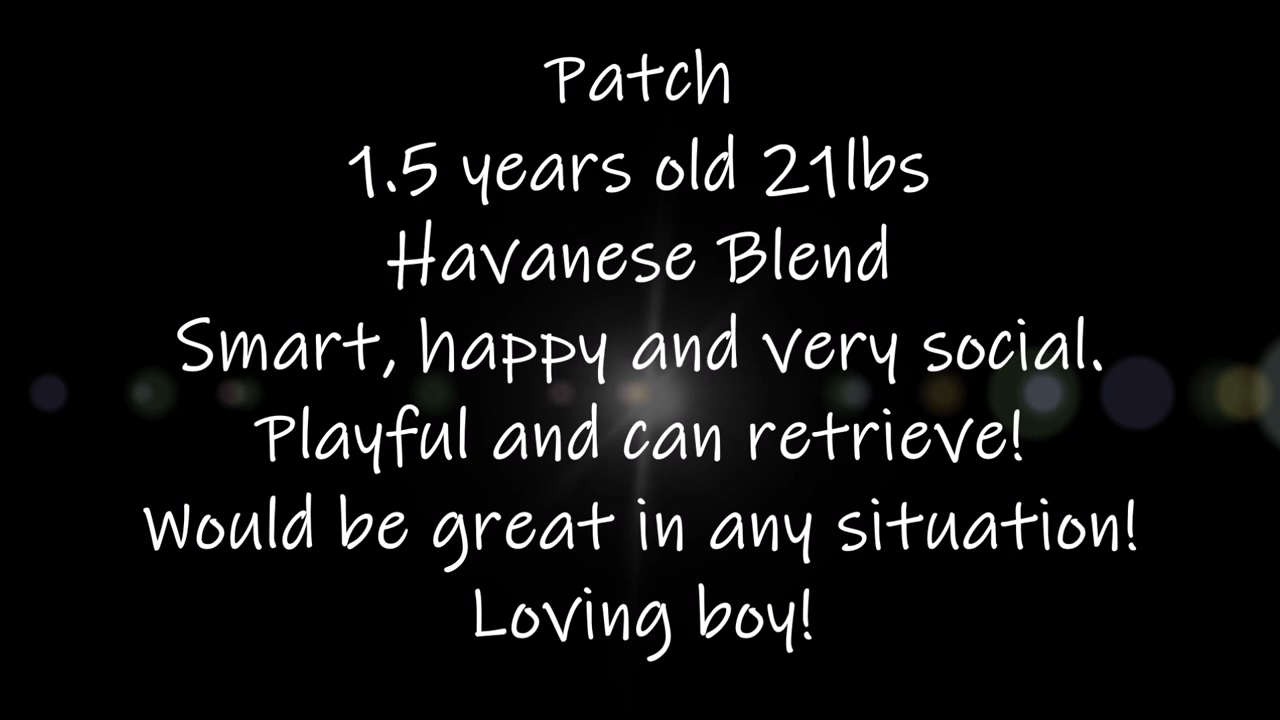 Patch
1.5 years old 21lbs
Havanese Blend
Smart, happy and very social.
Playful and can retrieve!
Would be great in any situation!
Loving boy!